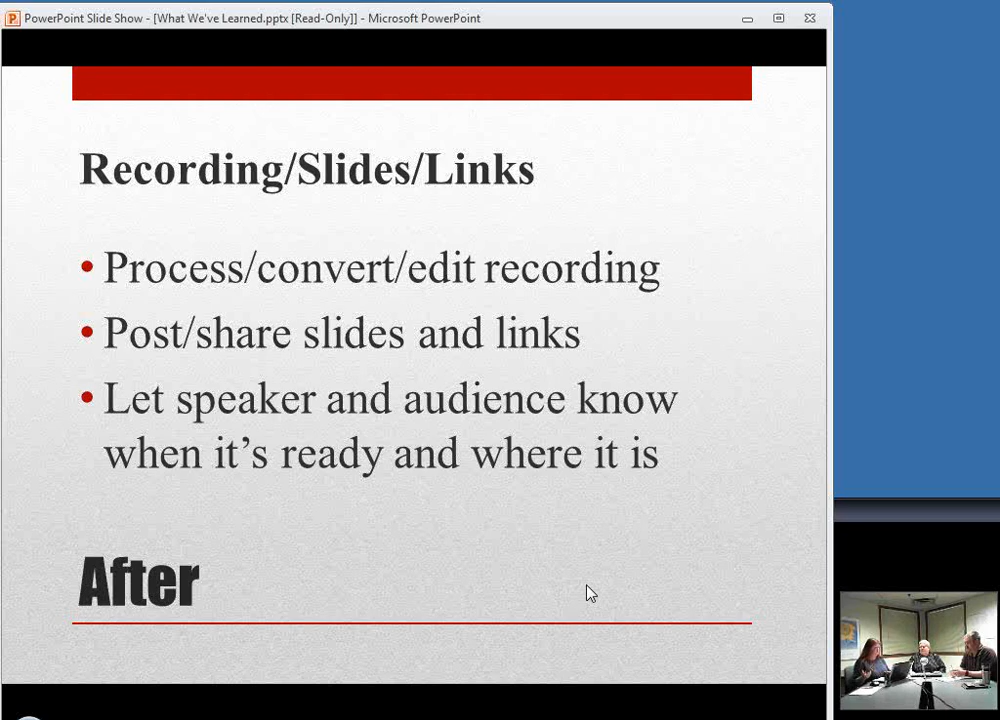 PowerPoint Slide Show - [What We've Learned.pptx [Read-Only]] - Microsoft PowerPoint
Recording/Slides/Links
• Process/convert/edit recording
• Post/share slides and links
• Let speaker and audience know
when it’s ready and where it is
After